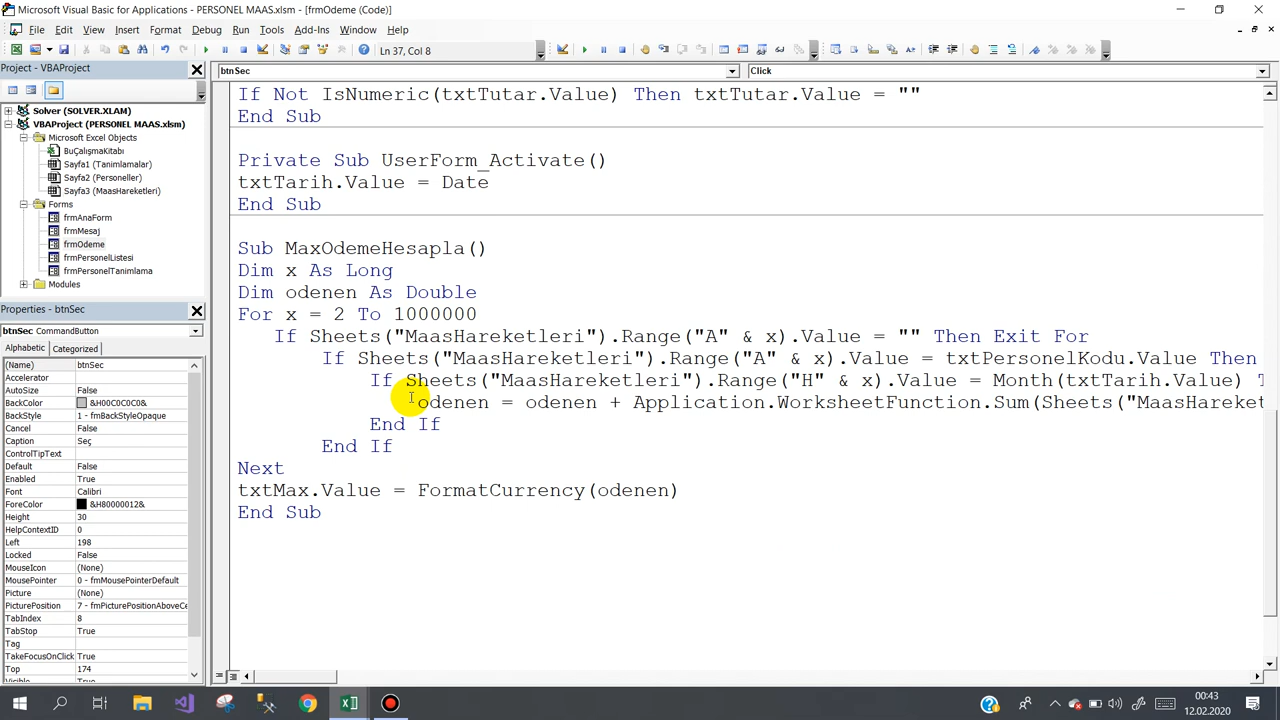 Microsoft Visual Basic for Applications - PERSONEL MAAS.xlsm - [frmOdeme (Code)]
File Edit View Insert Format Debug Run Tools Add-Ins Window Help
Ln 37, Col 8
Project - VBAProject
Solver (SOLVER.XLAM)
VBAProject (PERSONEL MAAS.xlsm)
Microsoft Excel Objects
BuÇalışmaKitabı
Sayfa1 (Tanimlamalar)
Sayfa2 (Personeller)
Sayfa3 (MaasHareketleri)
Forms
frmAnaForm
frmMesaj
frmOdeme
frmPersonelListesi
frmPersonelTanimlama
Modules
Properties - btnSec
btnSec CommandButton
Alphabetic Categorized
(Name) btnSec
Accelerator
AutoSize False
BackColor &H00C0C0C0&
BackStyle 1 - fmBackStyleOpaque
Cancel False
Caption Seç
ControlTipText
Default False
Enabled True
Font Calibri
ForeColor &H80000012&
Height 30
HelpContextID 0
Left 198
Locked False
MouseIcon (None)
MousePointer 0 - fmMousePointerDefault
Picture (None)
PicturePosition 7 - fmPicturePositionAboveCe
TabIndex 8
TabStop True
Tag
TakeFocusOnClick True
Top 174
Visible True
btnSec Click
If Not IsNumeric(txtTutar.Value) Then txtTutar.Value = ""
End Sub
Private Sub UserForm_Activate()
txtTarih.Value = Date
End Sub
Sub MaxOdemeHesapla()
Dim x As Long
Dim odenen As Double
For x = 2 To 1000000
If Sheets("MaasHareketleri").Range("A" & x).Value = "" Then Exit For
If Sheets("MaasHareketleri").Range("A" & x).Value = txtPersonelKodu.Value Then
If Sheets("MaasHareketleri").Range("H" & x).Value = Month(txtTarih.Value) T
odenen = odenen + Application.WorksheetFunction.Sum(Sheets("MaasHareket
End If
End If
Next
txtMax.Value = FormatCurrency(odenen)
End Sub
00:43
12.02.2020